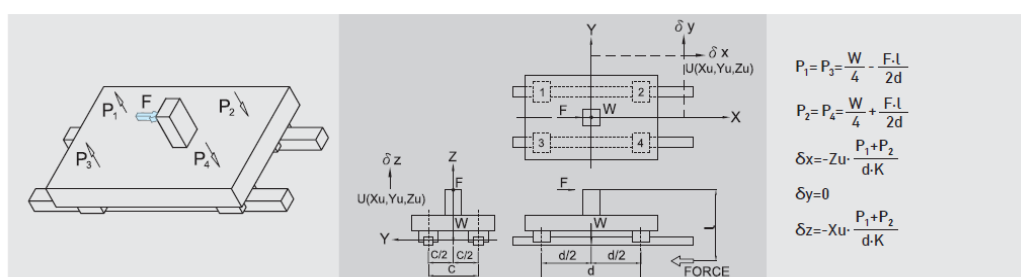 F
P₁
P₂
P₃
P₄
Y
δ y
δ x
U(Xu,Yu,Zu)
1
2
F
W
X
3
4
δ z
U(Xu,Yu,Zu)
Z
F
W
Y
C/2
C/2
C
F
W
d/2
d/2
d
l
FORCE
P₁= P₃= W/4 - F·l/2d
P₂= P₄= W/4 + F·l/2d
δx=-Zu· P₁+P₂/d·K
δy=0
δz=-Xu· P₁+P₂/d·K